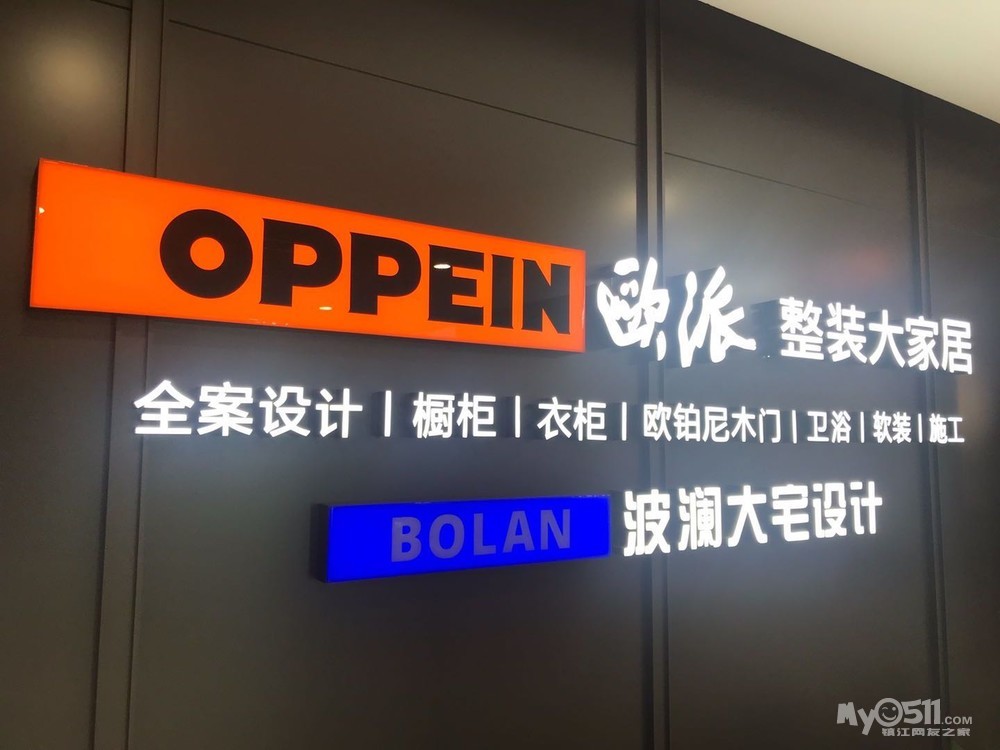 OPPEIN 欧派 整装大家居
全案设计 | 橱柜 | 衣柜 | 欧铂尼木门 | 卫浴 | 软装 | 施工
BOLAN 波澜大宅设计
My0511.COM
镇江网友之家